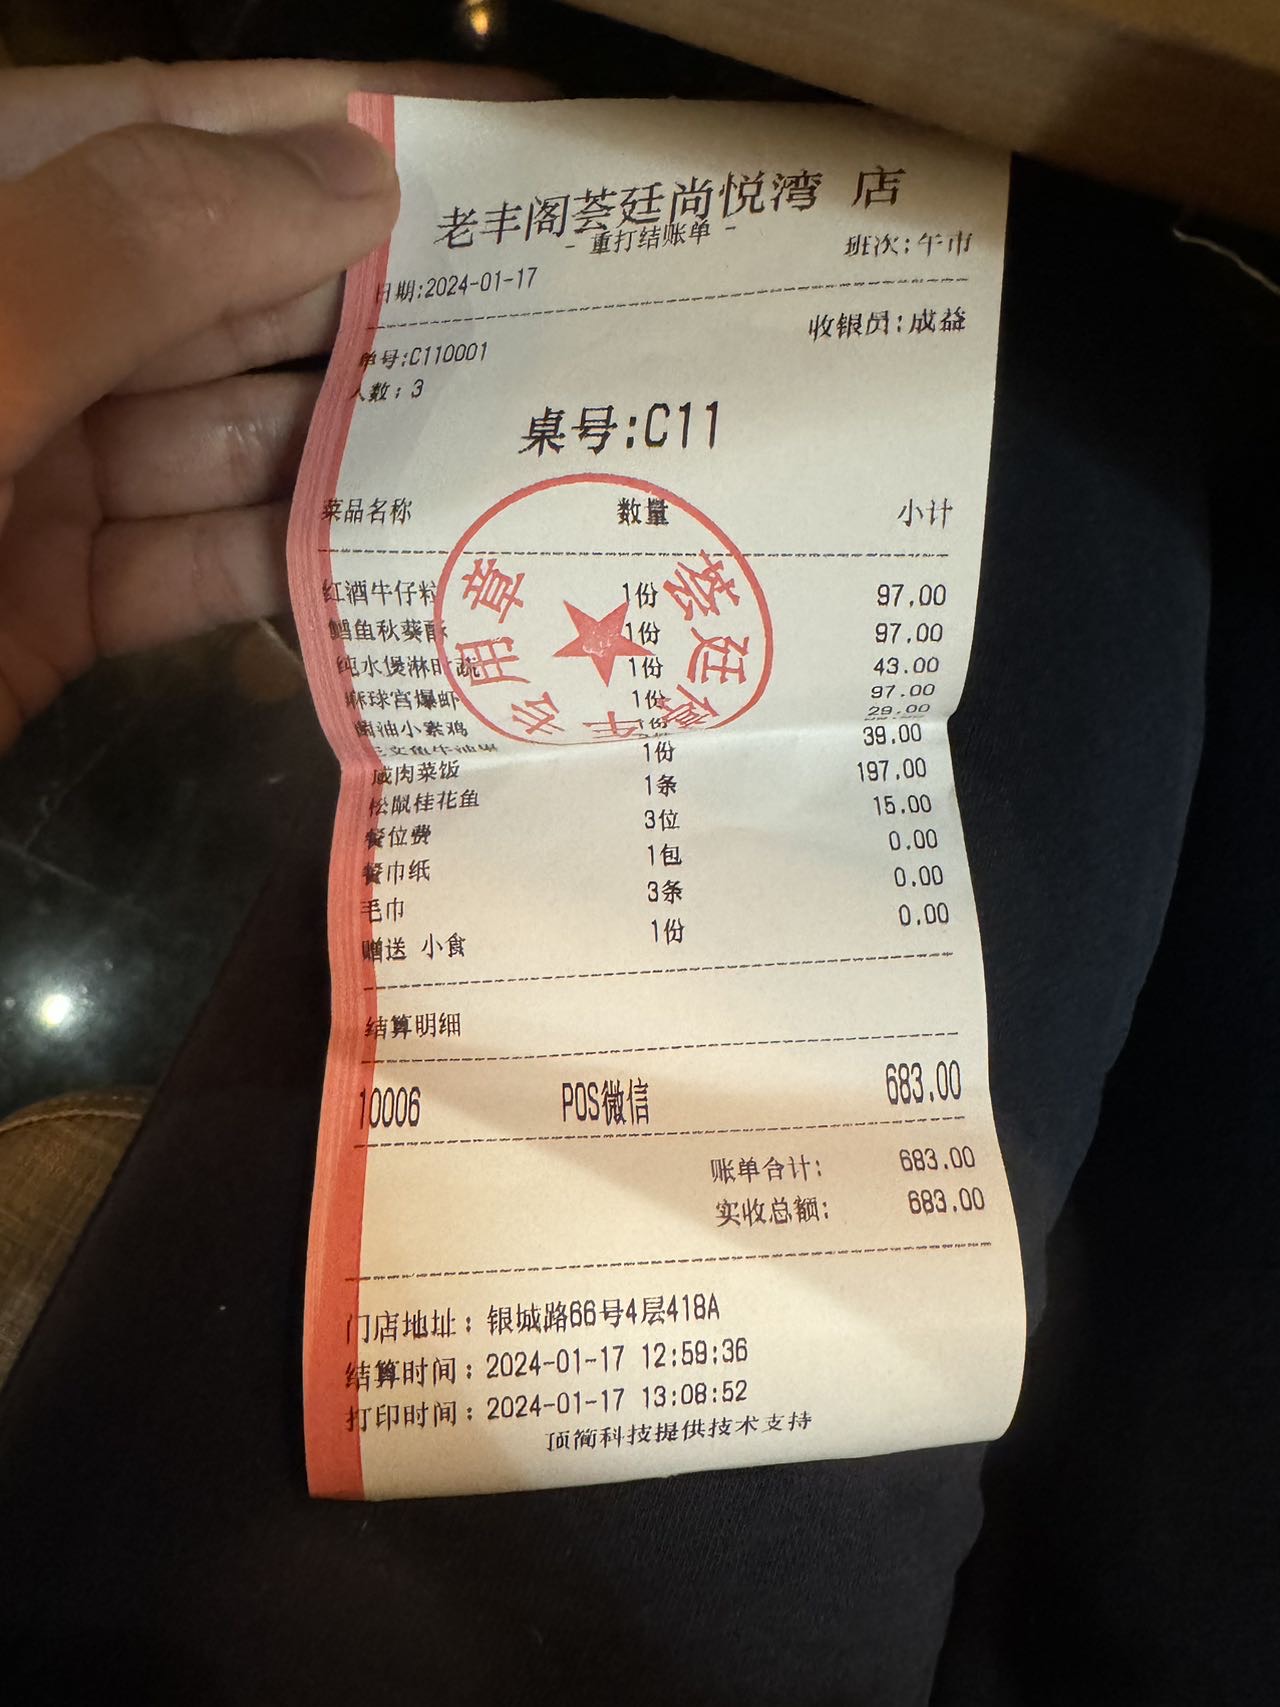 老丰阁荟廷尚悦湾 店
- 重打结账单 -
班次:午市
日期:2024-01-17
收银员:成益
单号:C110001
人数:3
桌号:C11
菜品名称 数量 小计
红酒牛仔粒 1份 97.00
鳕鱼秋葵酥 1份 97.00
纯水煲淋时蔬 1份 43.00
麻球宫爆虾 1份 97.00
菌油小素鸡 1份 29.00
咸肉菜饭 1份 39.00
松鼠桂花鱼 1条 197.00
餐位费 3位 15.00
餐巾纸 1包 0.00
毛巾 3条 0.00
赠送 小食 1份 0.00
结算明细
10006 POS微信 683.00
账单合计: 683.00
实收总额: 683.00
门店地址:银城路66号4层418A
结算时间:2024-01-17 12:59:36
打印时间:2024-01-17 13:08:52
顶简科技提供技术支持